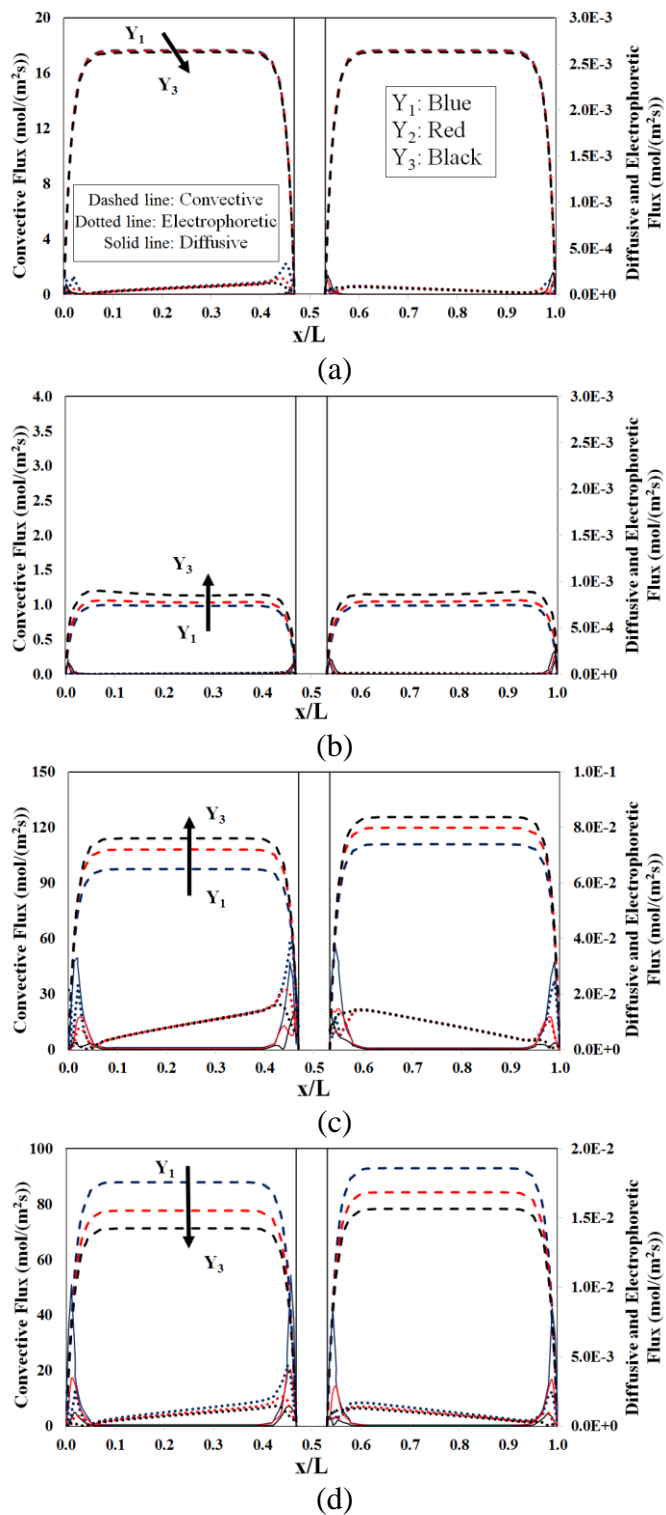 Convective Flux (mol/(m²s))
20
16
12
8
4
0
Y₁
Y₃
Dashed line: Convective
Dotted line: Electrophoretic
Solid line: Diffusive
Y₁: Blue
Y₂: Red
Y₃: Black
3.0E-3
2.5E-3
2.0E-3
1.5E-3
1.0E-3
5.0E-4
0.0E+0
Diffusive and Electrophoretic
Flux (mol/(m²s))
0.0 0.1 0.2 0.3 0.4 0.5 0.6 0.7 0.8 0.9 1.0
x/L
(a)
Convective Flux (mol/(m²s))
4.0
3.5
3.0
2.5
2.0
1.5
1.0
0.5
0.0
Y₃
Y₁
3.0E-3
2.5E-3
2.0E-3
1.5E-3
1.0E-3
5.0E-4
0.0E+0
Diffusive and Electrophoretic
Flux (mol/(m²s))
0.0 0.1 0.2 0.3 0.4 0.5 0.6 0.7 0.8 0.9 1.0
x/L
(b)
Convective Flux (mol/(m²s))
150
120
90
60
30
0
Y₃
Y₁
1.0E-1
8.0E-2
6.0E-2
4.0E-2
2.0E-2
0.0E+0
Diffusive and Electrophoretic
Flux (mol/(m²s))
0.0 0.1 0.2 0.3 0.4 0.5 0.6 0.7 0.8 0.9 1.0
x/L
(c)
Convective Flux (mol/(m²s))
100
80
60
40
20
0
Y₁
Y₃
2.0E-2
1.5E-2
1.0E-2
5.0E-3
0.0E+0
Diffusive and Electrophoretic
Flux (mol/(m²s))
0.0 0.1 0.2 0.3 0.4 0.5 0.6 0.7 0.8 0.9 1.0
x/L
(d)